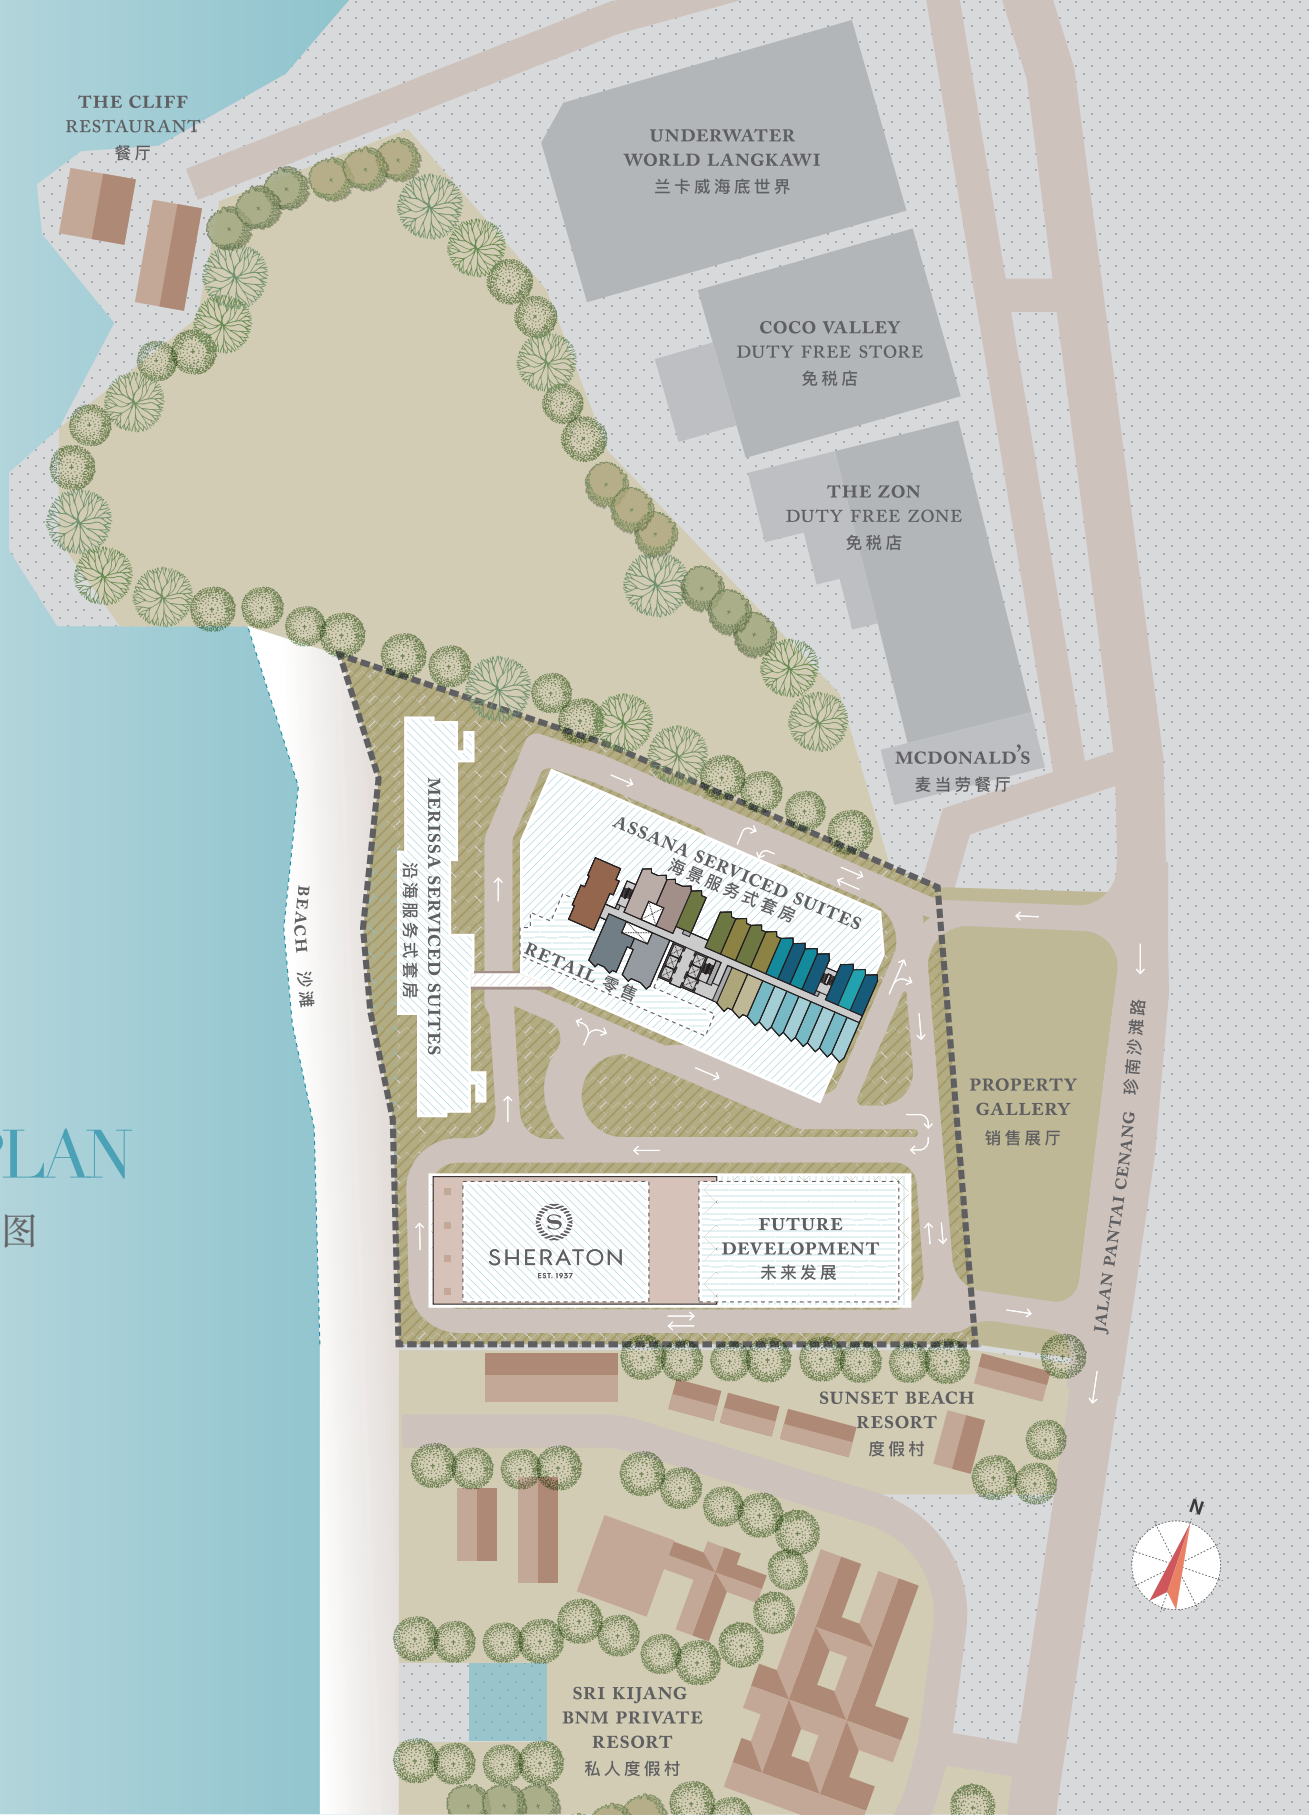 THE CLIFF
RESTAURANT
餐厅
UNDERWATER
WORLD LANGKAWI
兰卡威海底世界
COCO VALLEY
DUTY FREE STORE
免税店
THE ZON
DUTY FREE ZONE
免税店
MCDONALD'S
麦当劳餐厅
MERISSA SERVICED SUITES
沿海服务式套房
ASSANA SERVICED SUITES
海景服务式套房
RETAIL 零售
BEACH 沙滩
PROPERTY
GALLERY
销售展厅
JALAN PANTAI CENANG 珍南沙滩路
PLAN
图
S
SHERATON
EST. 1937
FUTURE
DEVELOPMENT
未来发展
SUNSET BEACH
RESORT
度假村
N
SRI KIJANG
BNM PRIVATE
RESORT
私人度假村